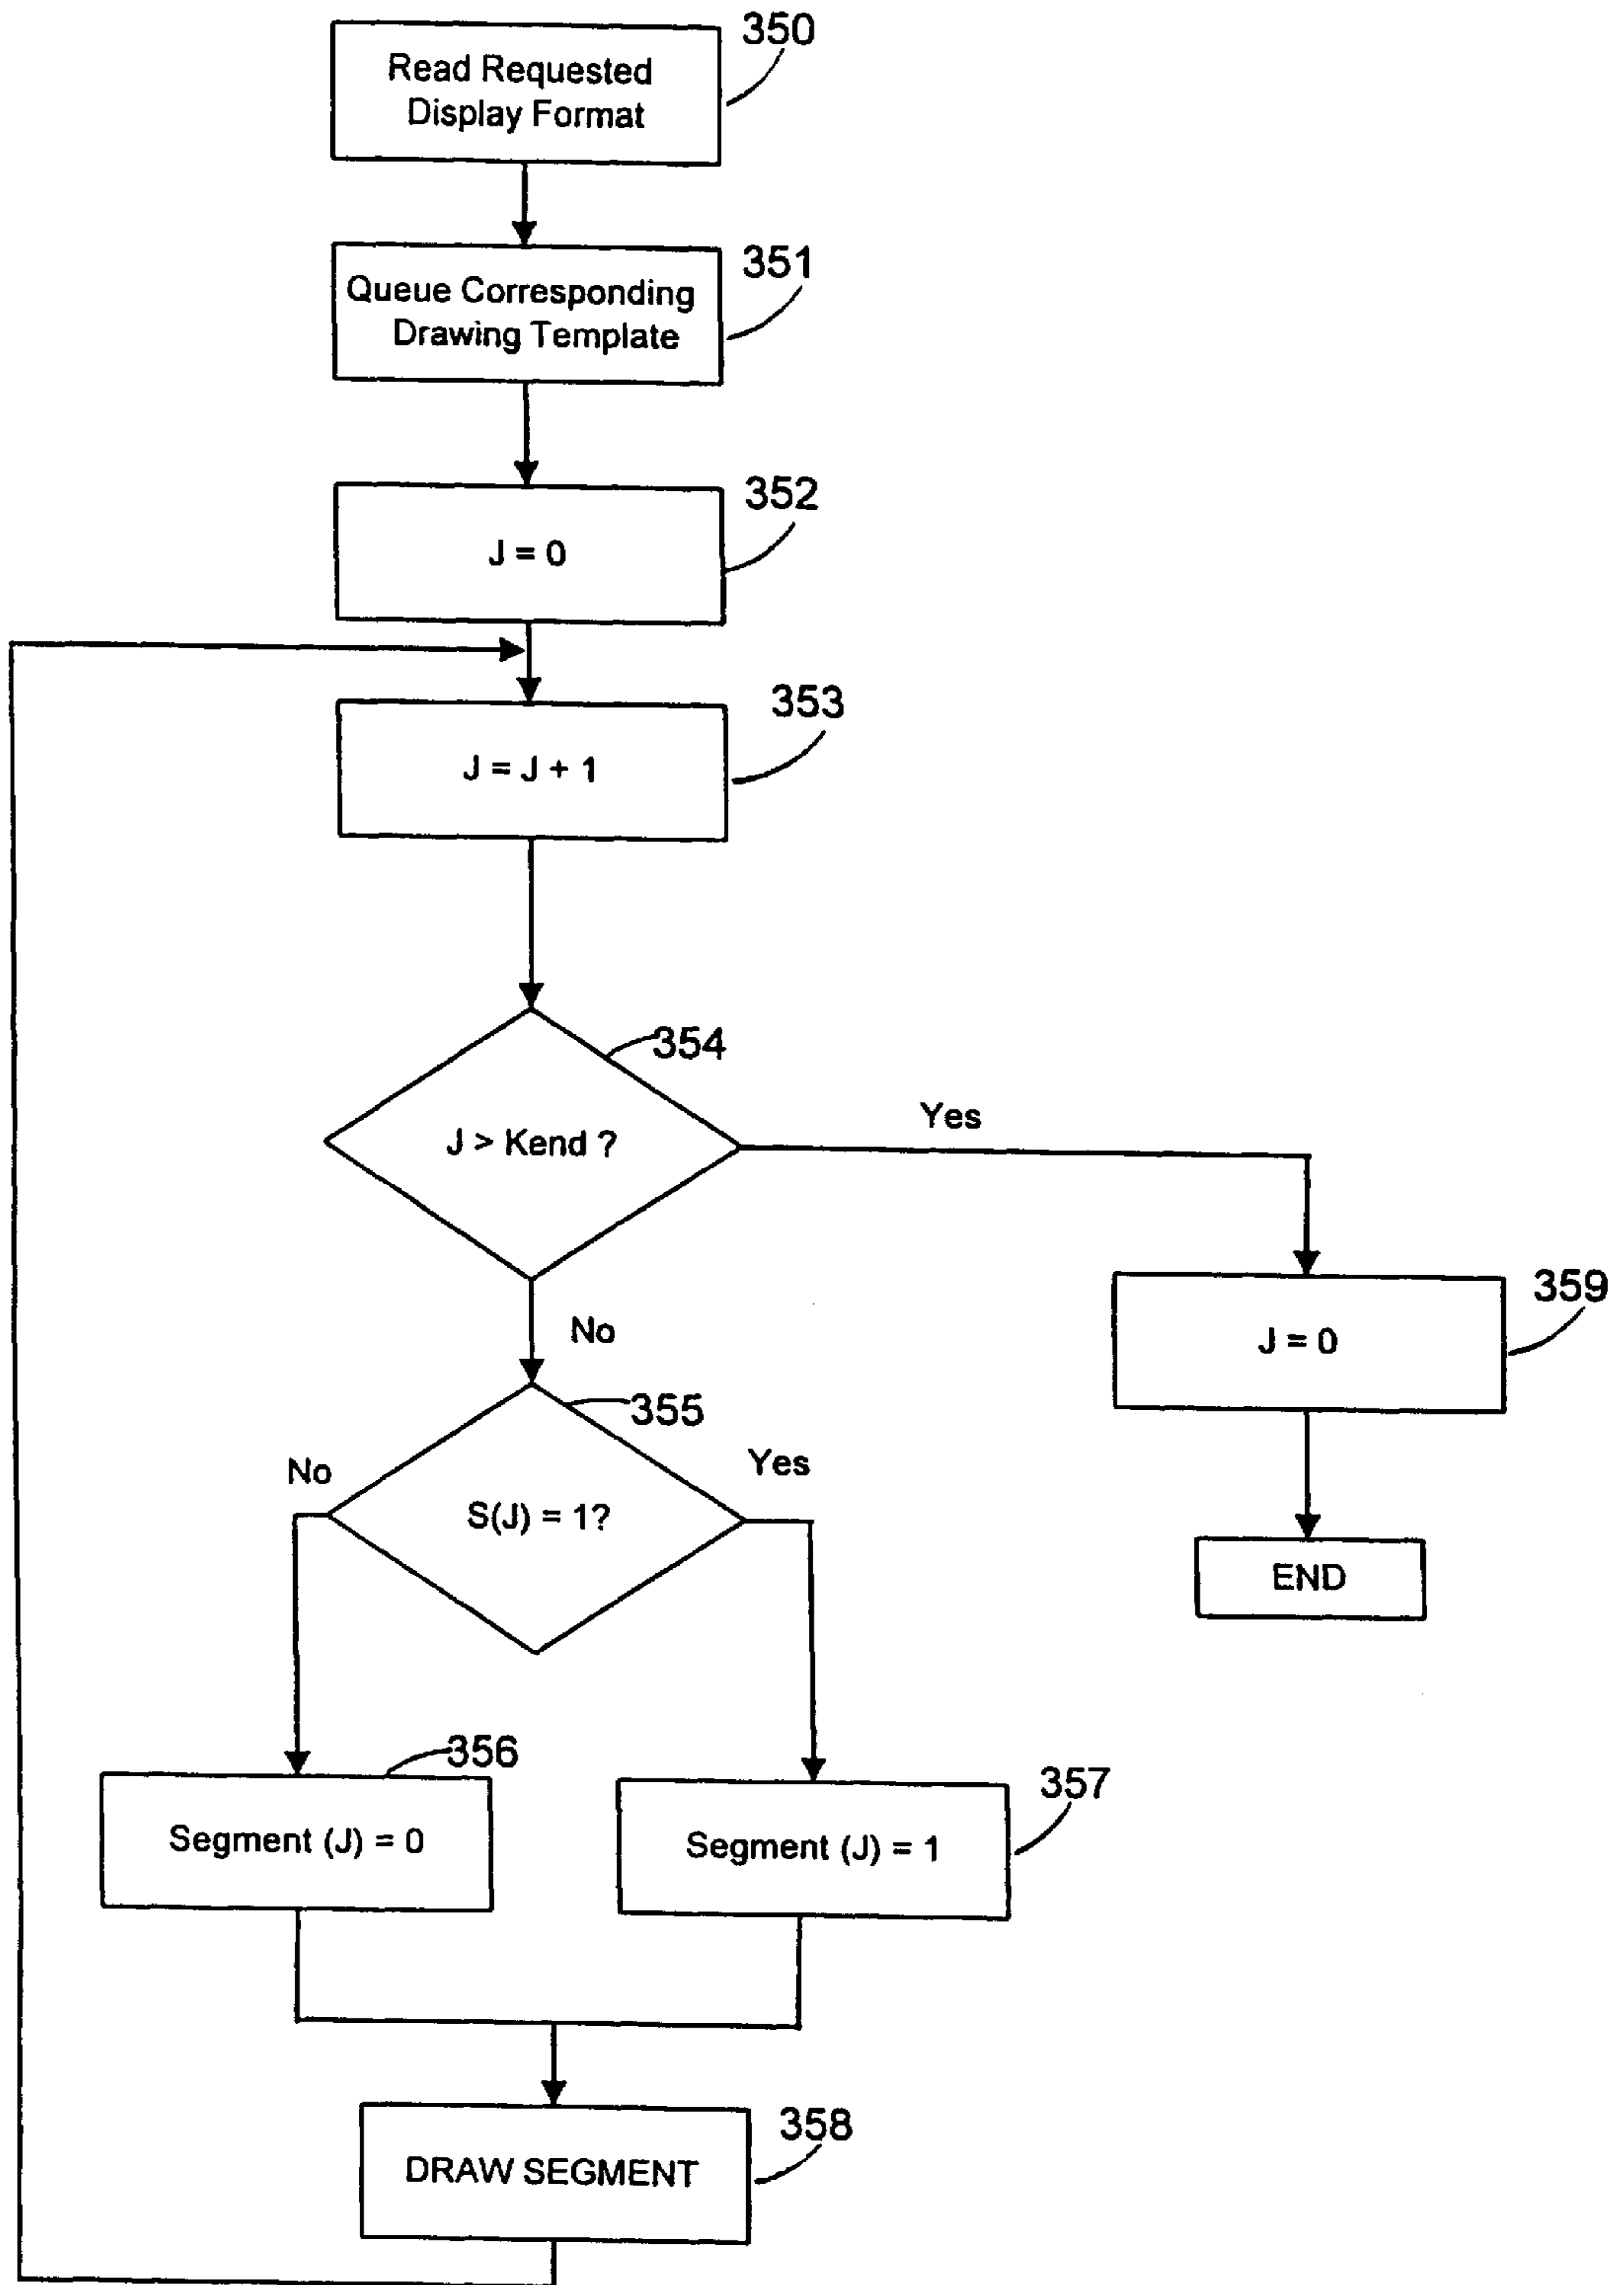 350
Read Requested
Display Format
351
Queue Corresponding
Drawing Template
352
J = 0
353
J = J + 1
354
J > Kend ?
Yes
No
359
J = 0
355
No
Yes
S(J) = 1?
END
356
357
Segment (J) = 0
Segment (J) = 1
358
DRAW SEGMENT